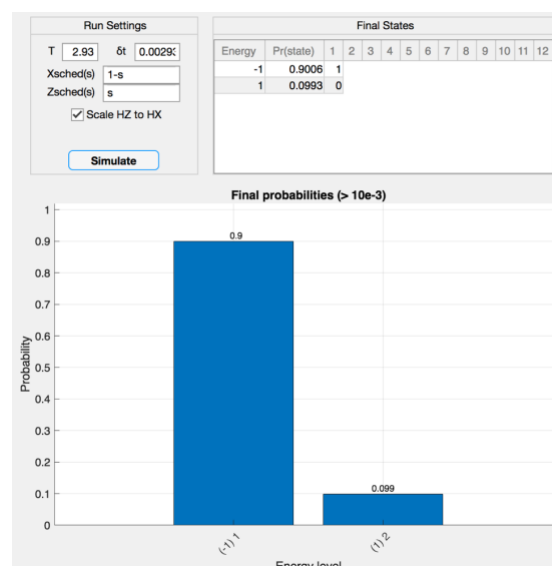 Run Settings
T 2.93 δt 0.0029
Xsched(s) 1-s
Zsched(s) s
Scale HZ to HX
Simulate
Final States
Energy Pr(state) 1 2 3 4 5 6 7 8 9 10 11 12
-1 0.9006 1
1 0.0993 0
Final probabilities (> 10e-3)
1
0.9
0.8
0.7
0.6
0.5
0.4
0.3
0.2
0.1
0
Probability
0.9
0.099
(-1) 1
(1) 2
Energy level